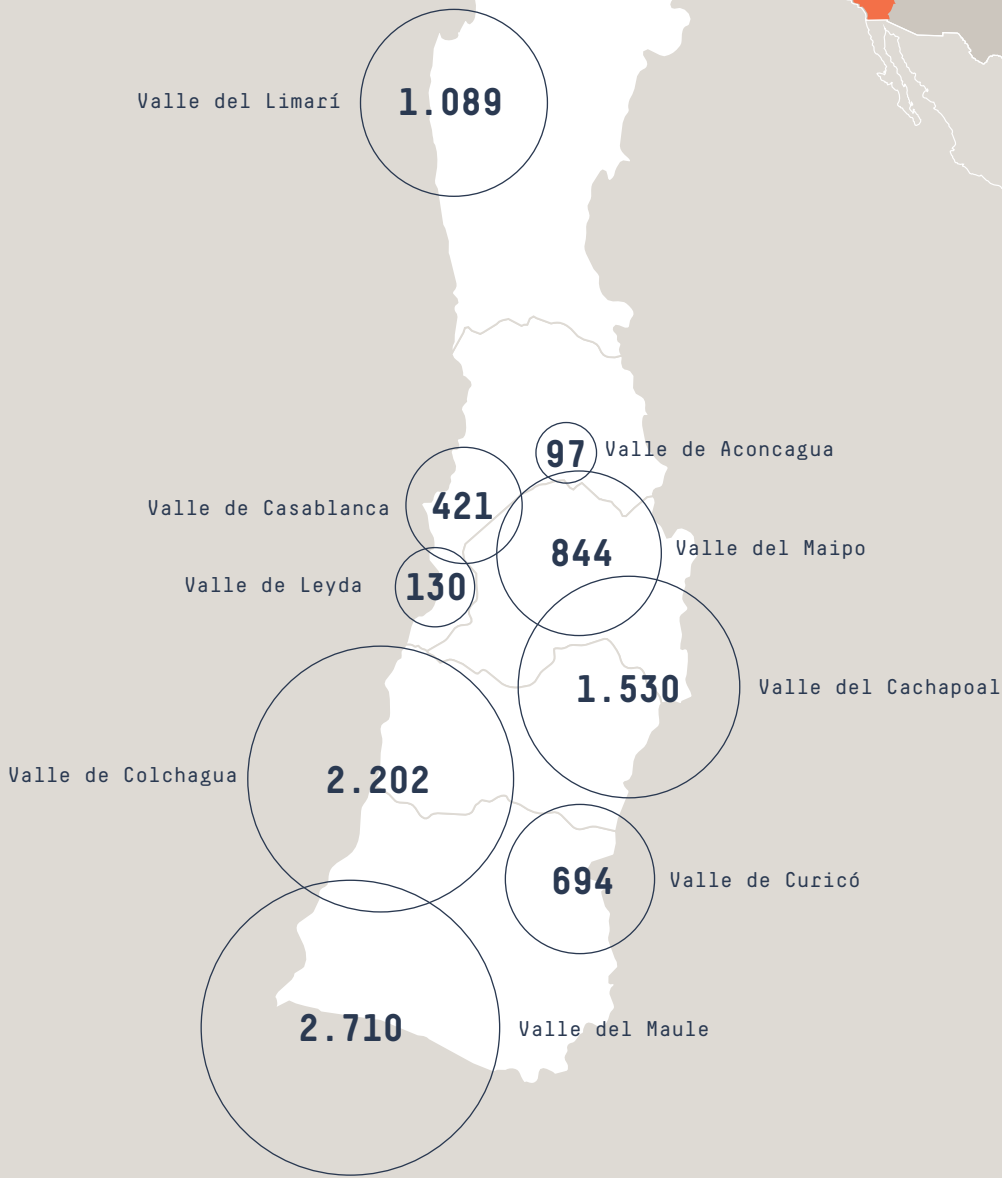 Valle del Limarí
1.089
97
Valle de Aconcagua
Valle de Casablanca
421
844
Valle del Maipo
Valle de Leyda
130
1.530
Valle del Cachapoal
Valle de Colchagua
2.202
694
Valle de Curicó
2.710
Valle del Maule